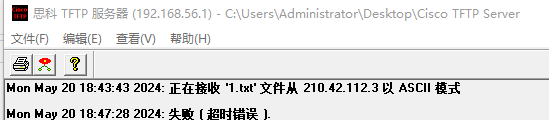 思科 TFTP 服务器 (192.168.56.1) - C:\Users\Administrator\Desktop\Cisco TFTP Server
文件(F) 编辑(E) 查看(V) 帮助(H)
Mon May 20 18:43:43 2024: 正在接收 '1.txt' 文件从 210.42.112.3 以 ASCII 模式
Mon May 20 18:47:28 2024: 失败 ( 超时错误 ).